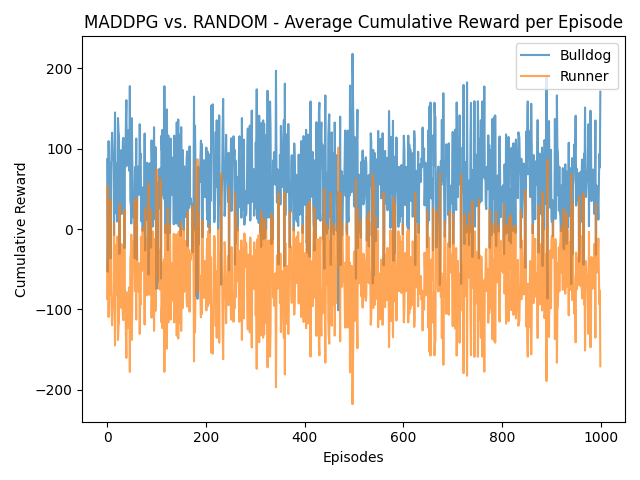 MADDPG vs. RANDOM - Average Cumulative Reward per Episode
Bulldog
Runner
Cumulative Reward
200
100
0
−100
−200
0
200
400
600
800
1000
Episodes